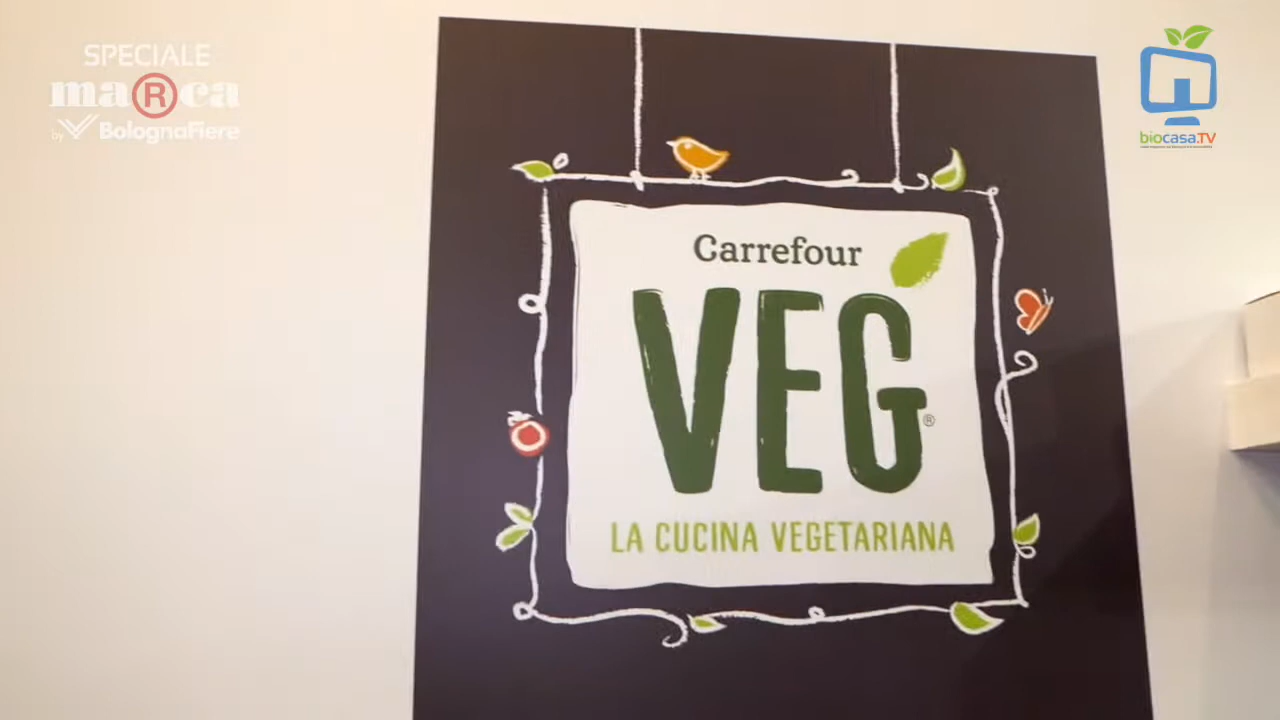 SPECIALE
maRca
by BolognaFiere
biocasa.TV
Carrefour
VEG®
LA CUCINA VEGETARIANA